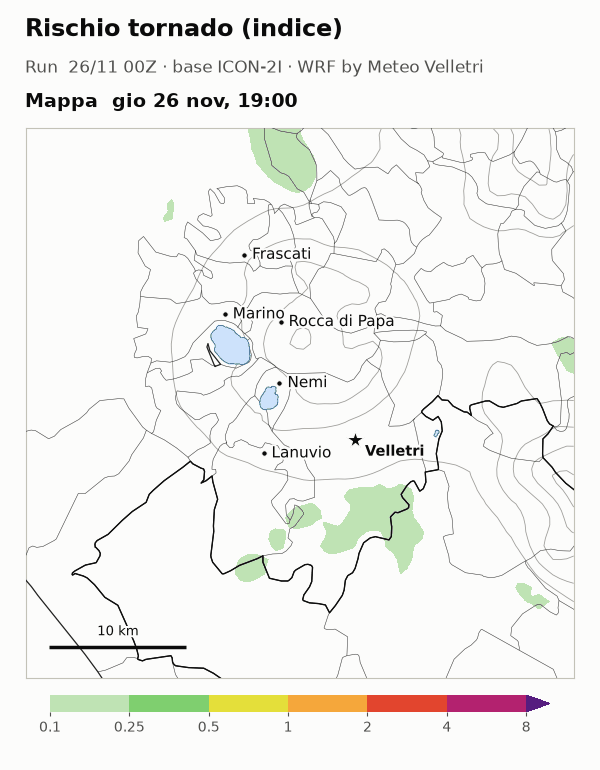 Rischio tornado (indice)
Run  26/11 00Z · base ICON-2I · WRF by Meteo Velletri
Mappa  gio 26 nov, 19:00
Frascati
Marino
Rocca di Papa
Nemi
Velletri
Lanuvio
10 km
0.1 0.25 0.5 1 2 4 8